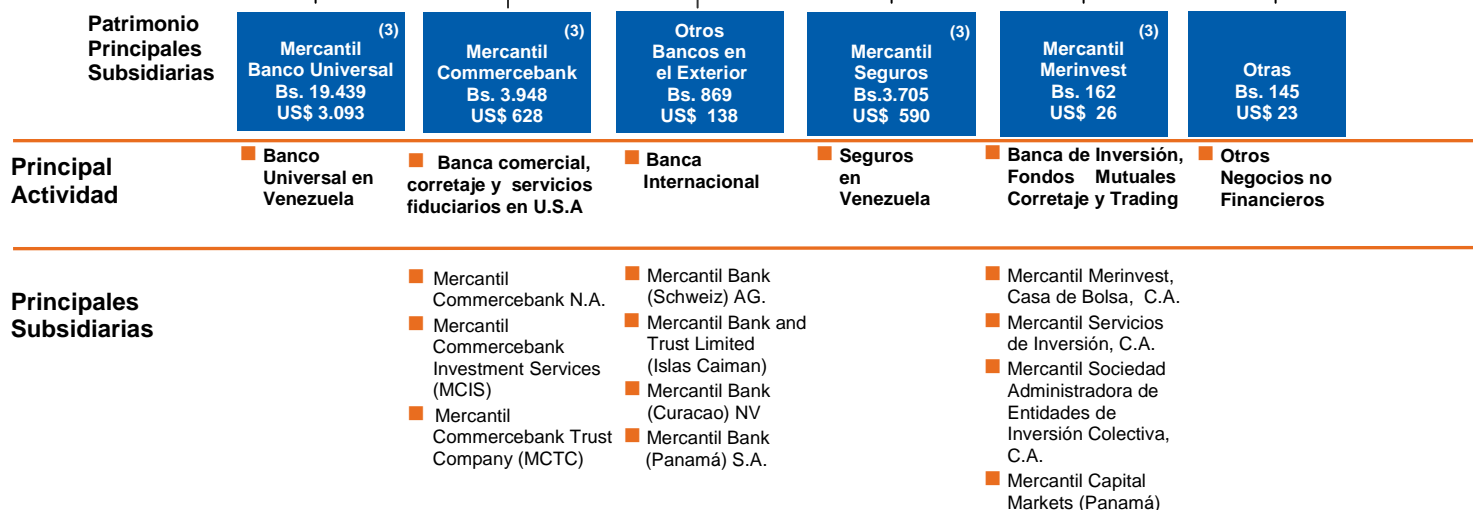 Patrimonio
Principales
Subsidiarias
(3)
Mercantil
Banco Universal
Bs. 19.439
US$ 3.093
(3)
Mercantil
Commercebank
Bs. 3.948
US$ 628
Otros
Bancos en
el Exterior
Bs. 869
US$ 138
(3)
Mercantil
Seguros
Bs.3.705
US$ 590
(3)
Mercantil
Merinvest
Bs. 162
US$ 26
Otras
Bs. 145
US$ 23
Principal
Actividad
Banco
Universal en
Venezuela
Banca comercial,
corretaje y servicios
fiduciarios en U.S.A
Banca
Internacional
Seguros
en
Venezuela
Banca de Inversión,
Fondos Mutuales
Corretaje y Trading
Otros
Negocios no
Financieros
Principales
Subsidiarias
Mercantil
Commercebank N.A.
Mercantil
Commercebank
Investment Services
(MCIS)
Mercantil
Commercebank Trust
Company (MCTC)
Mercantil Bank
(Schweiz) AG.
Mercantil Bank and
Trust Limited
(Islas Caiman)
Mercantil Bank
(Curacao) NV
Mercantil Bank
(Panamá) S.A.
Mercantil Merinvest,
Casa de Bolsa, C.A.
Mercantil Servicios
de Inversión, C.A.
Mercantil Sociedad
Administradora de
Entidades de
Inversión Colectiva,
C.A.
Mercantil Capital
Markets (Panamá)